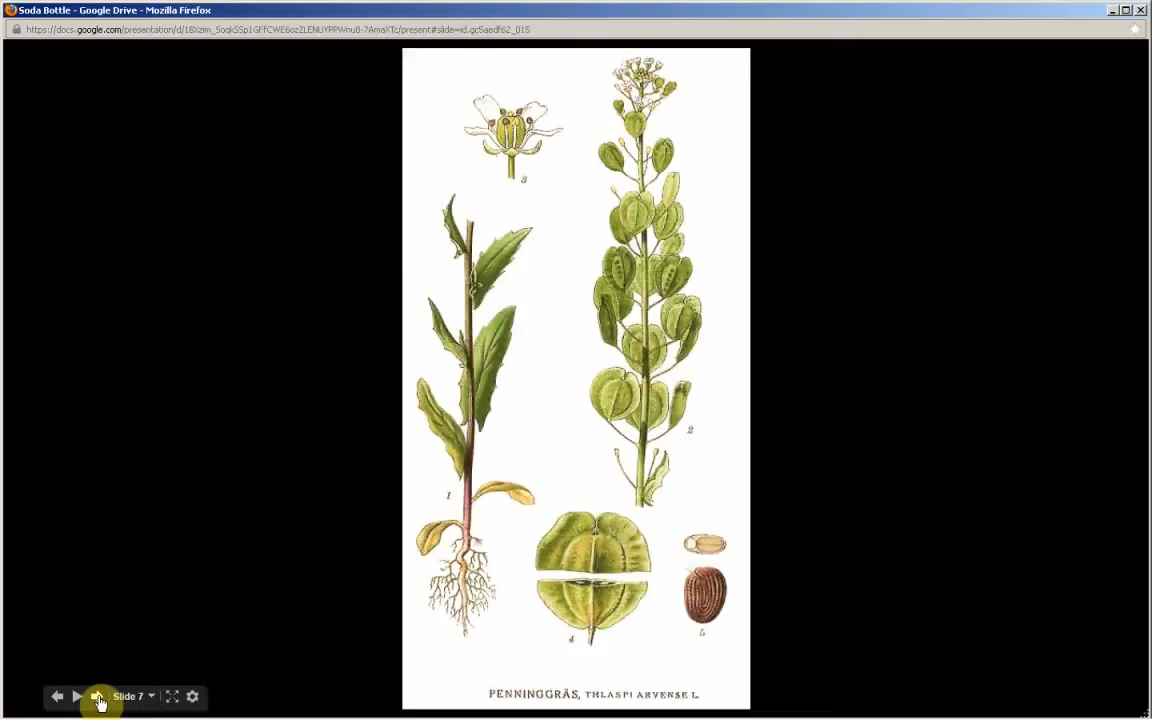 Soda Bottle - Google Drive - Mozilla Firefox
3
2
1
4
5
PENNINGGRÄS, THLASPI ARVENSE L.
Slide 7